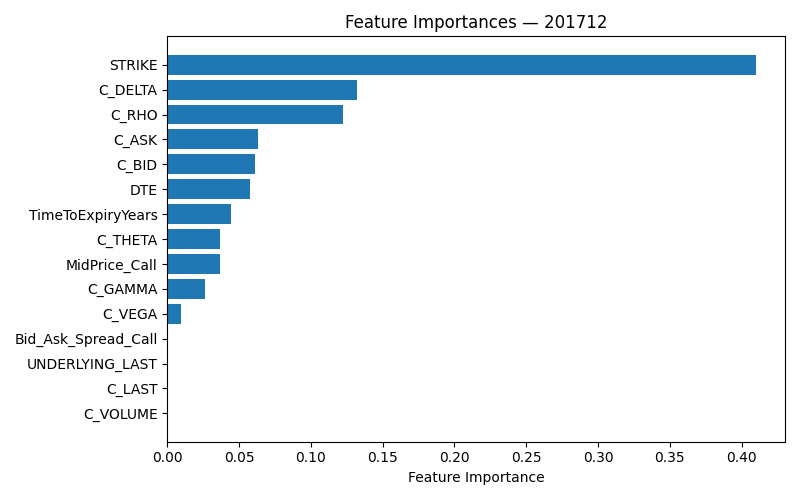 Feature Importances — 201712
STRIKE
C_DELTA
C_RHO
C_ASK
C_BID
DTE
TimeToExpiryYears
C_THETA
MidPrice_Call
C_GAMMA
C_VEGA
Bid_Ask_Spread_Call
UNDERLYING_LAST
C_LAST
C_VOLUME
0.00 0.05 0.10 0.15 0.20 0.25 0.30 0.35 0.40
Feature Importance